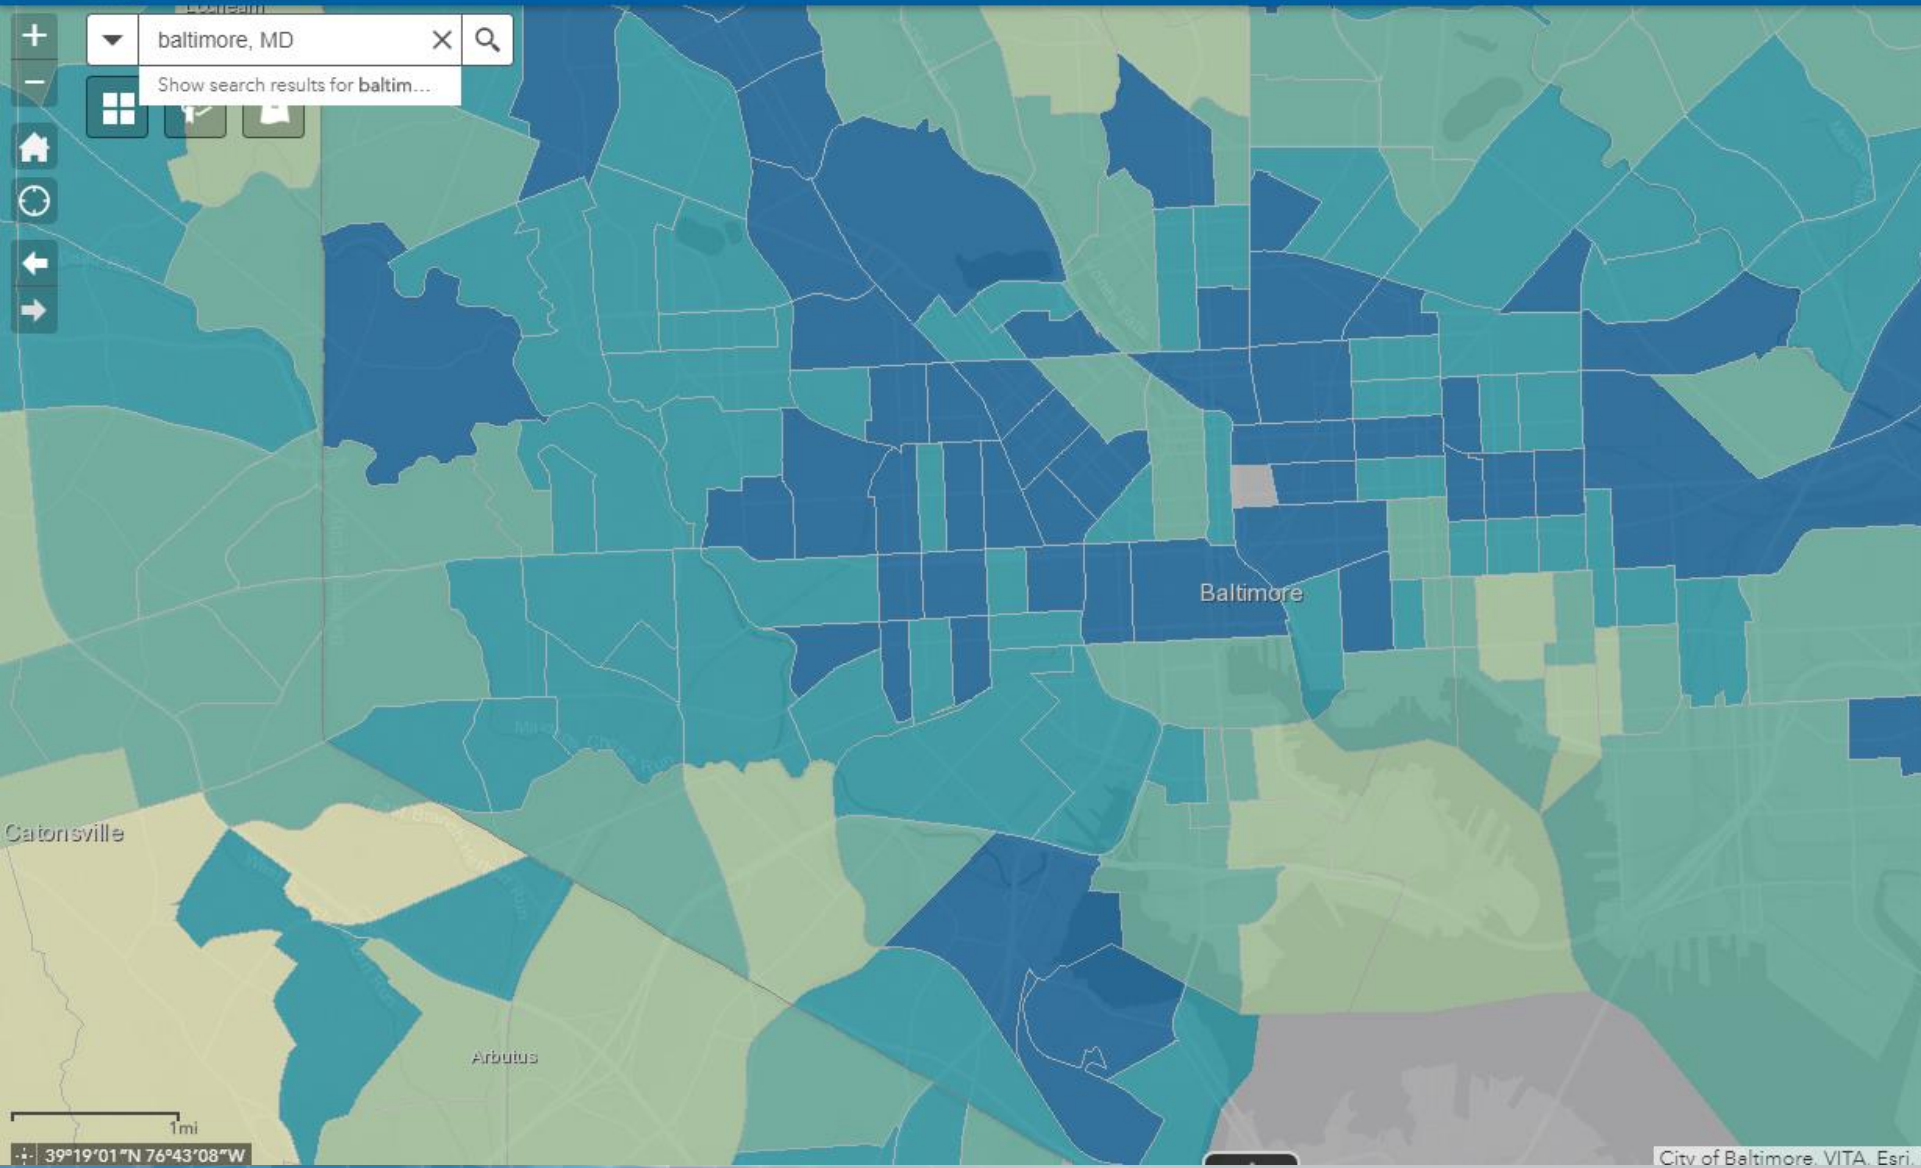 Lochearn
+
baltimore, MD
−
Show search results for baltim...
Baltimore
Catonsville
Arbutus
1mi
39°19'01"N 76°43'08"W
City of Baltimore, VITA, Esri,